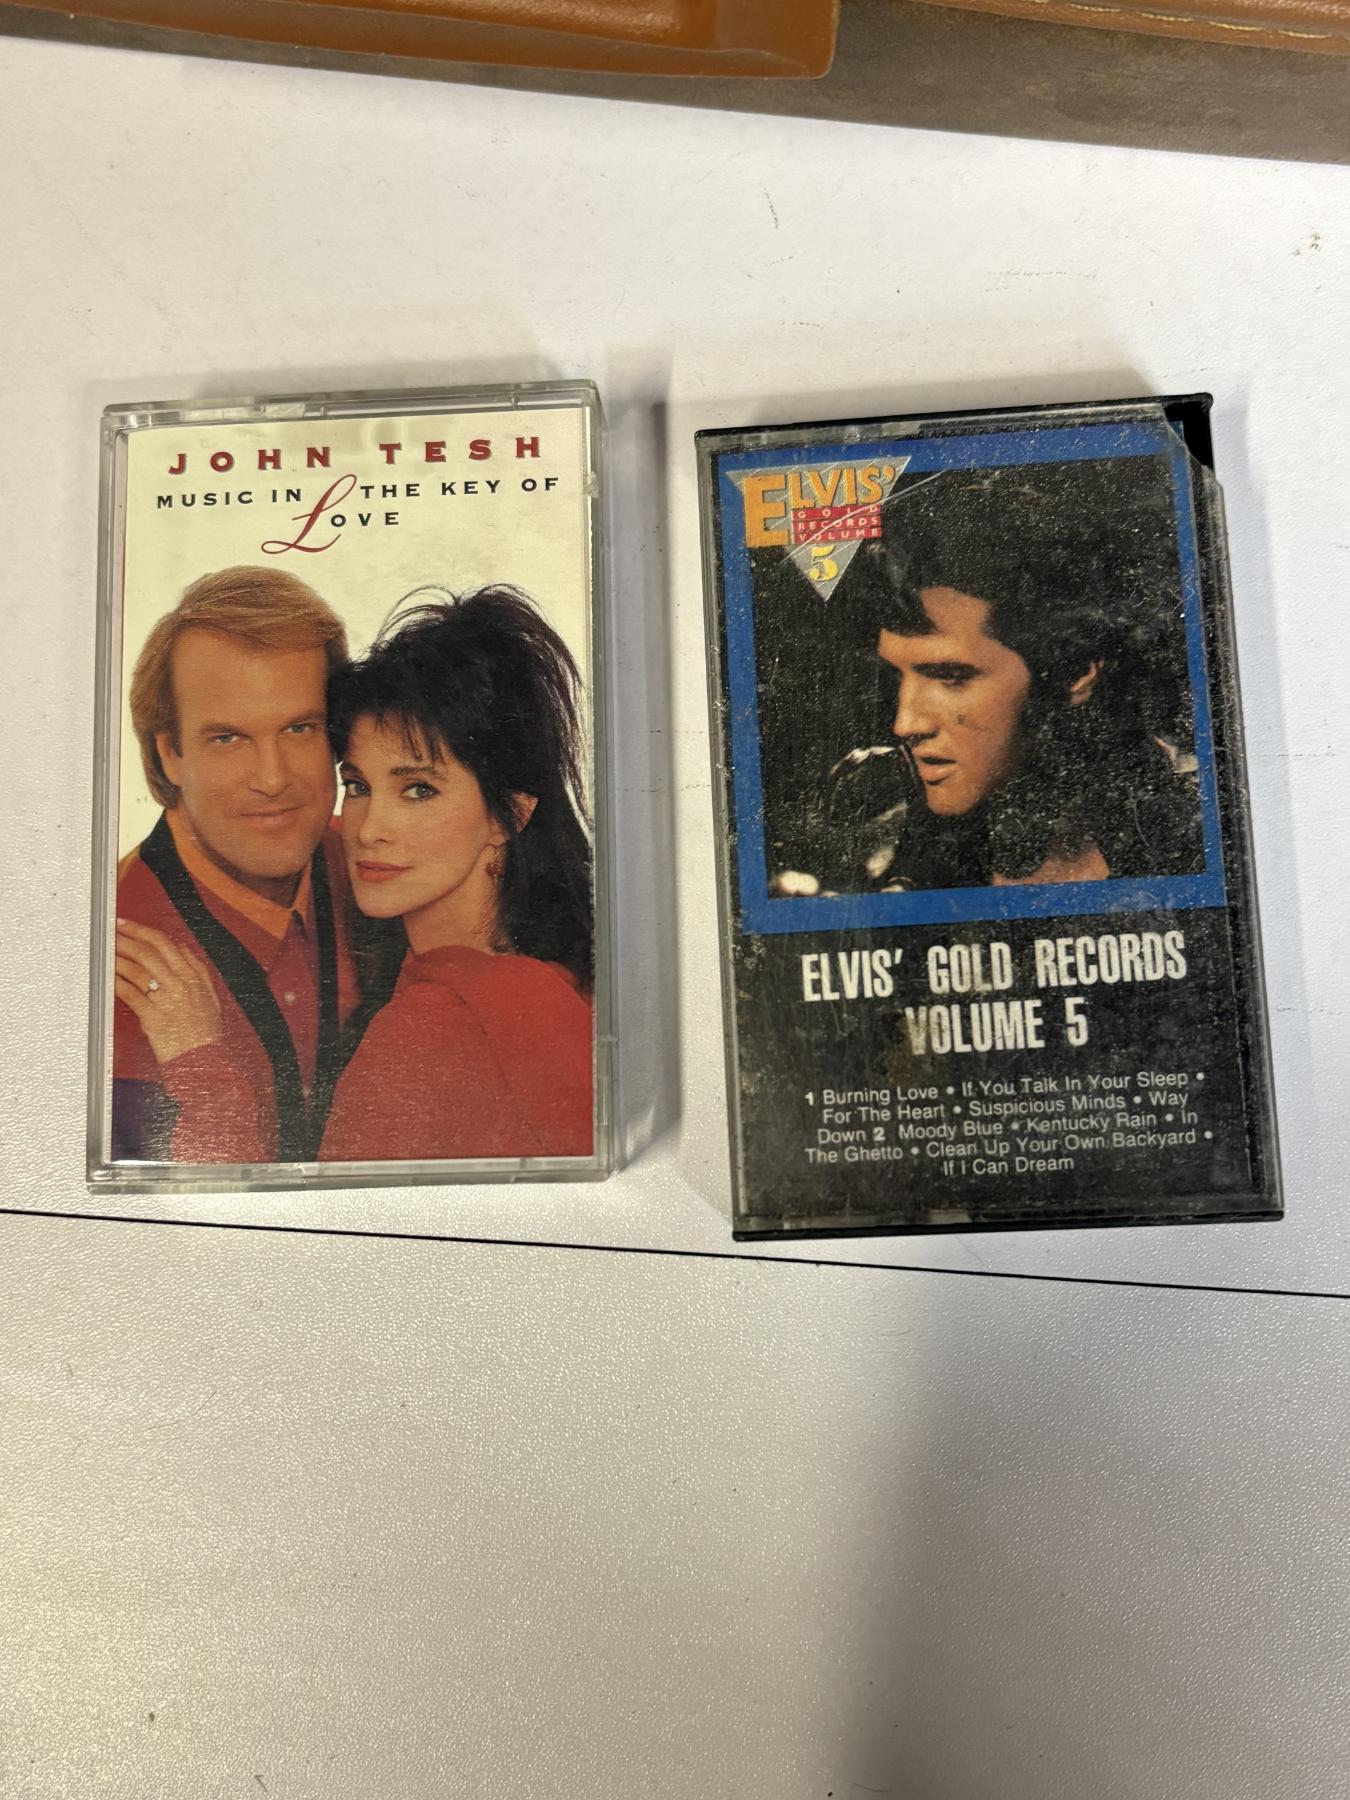 JOHN TESH
MUSIC IN THE KEY OF
LOVE
ELVIS'
GOLD
RECORDS
VOLUME
5
ELVIS' GOLD RECORDS
VOLUME 5
1 Burning Love • If You Talk In Your Sleep •
For The Heart • Suspicious Minds • Way
Down 2 Moody Blue • Kentucky Rain • In
The Ghetto • Clean Up Your Own Backyard •
If I Can Dream